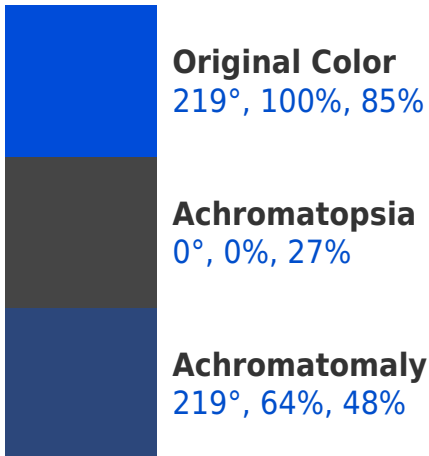 Original Color
219°, 100%, 85%
Achromatopsia
0°, 0%, 27%
Achromatomaly
219°, 64%, 48%